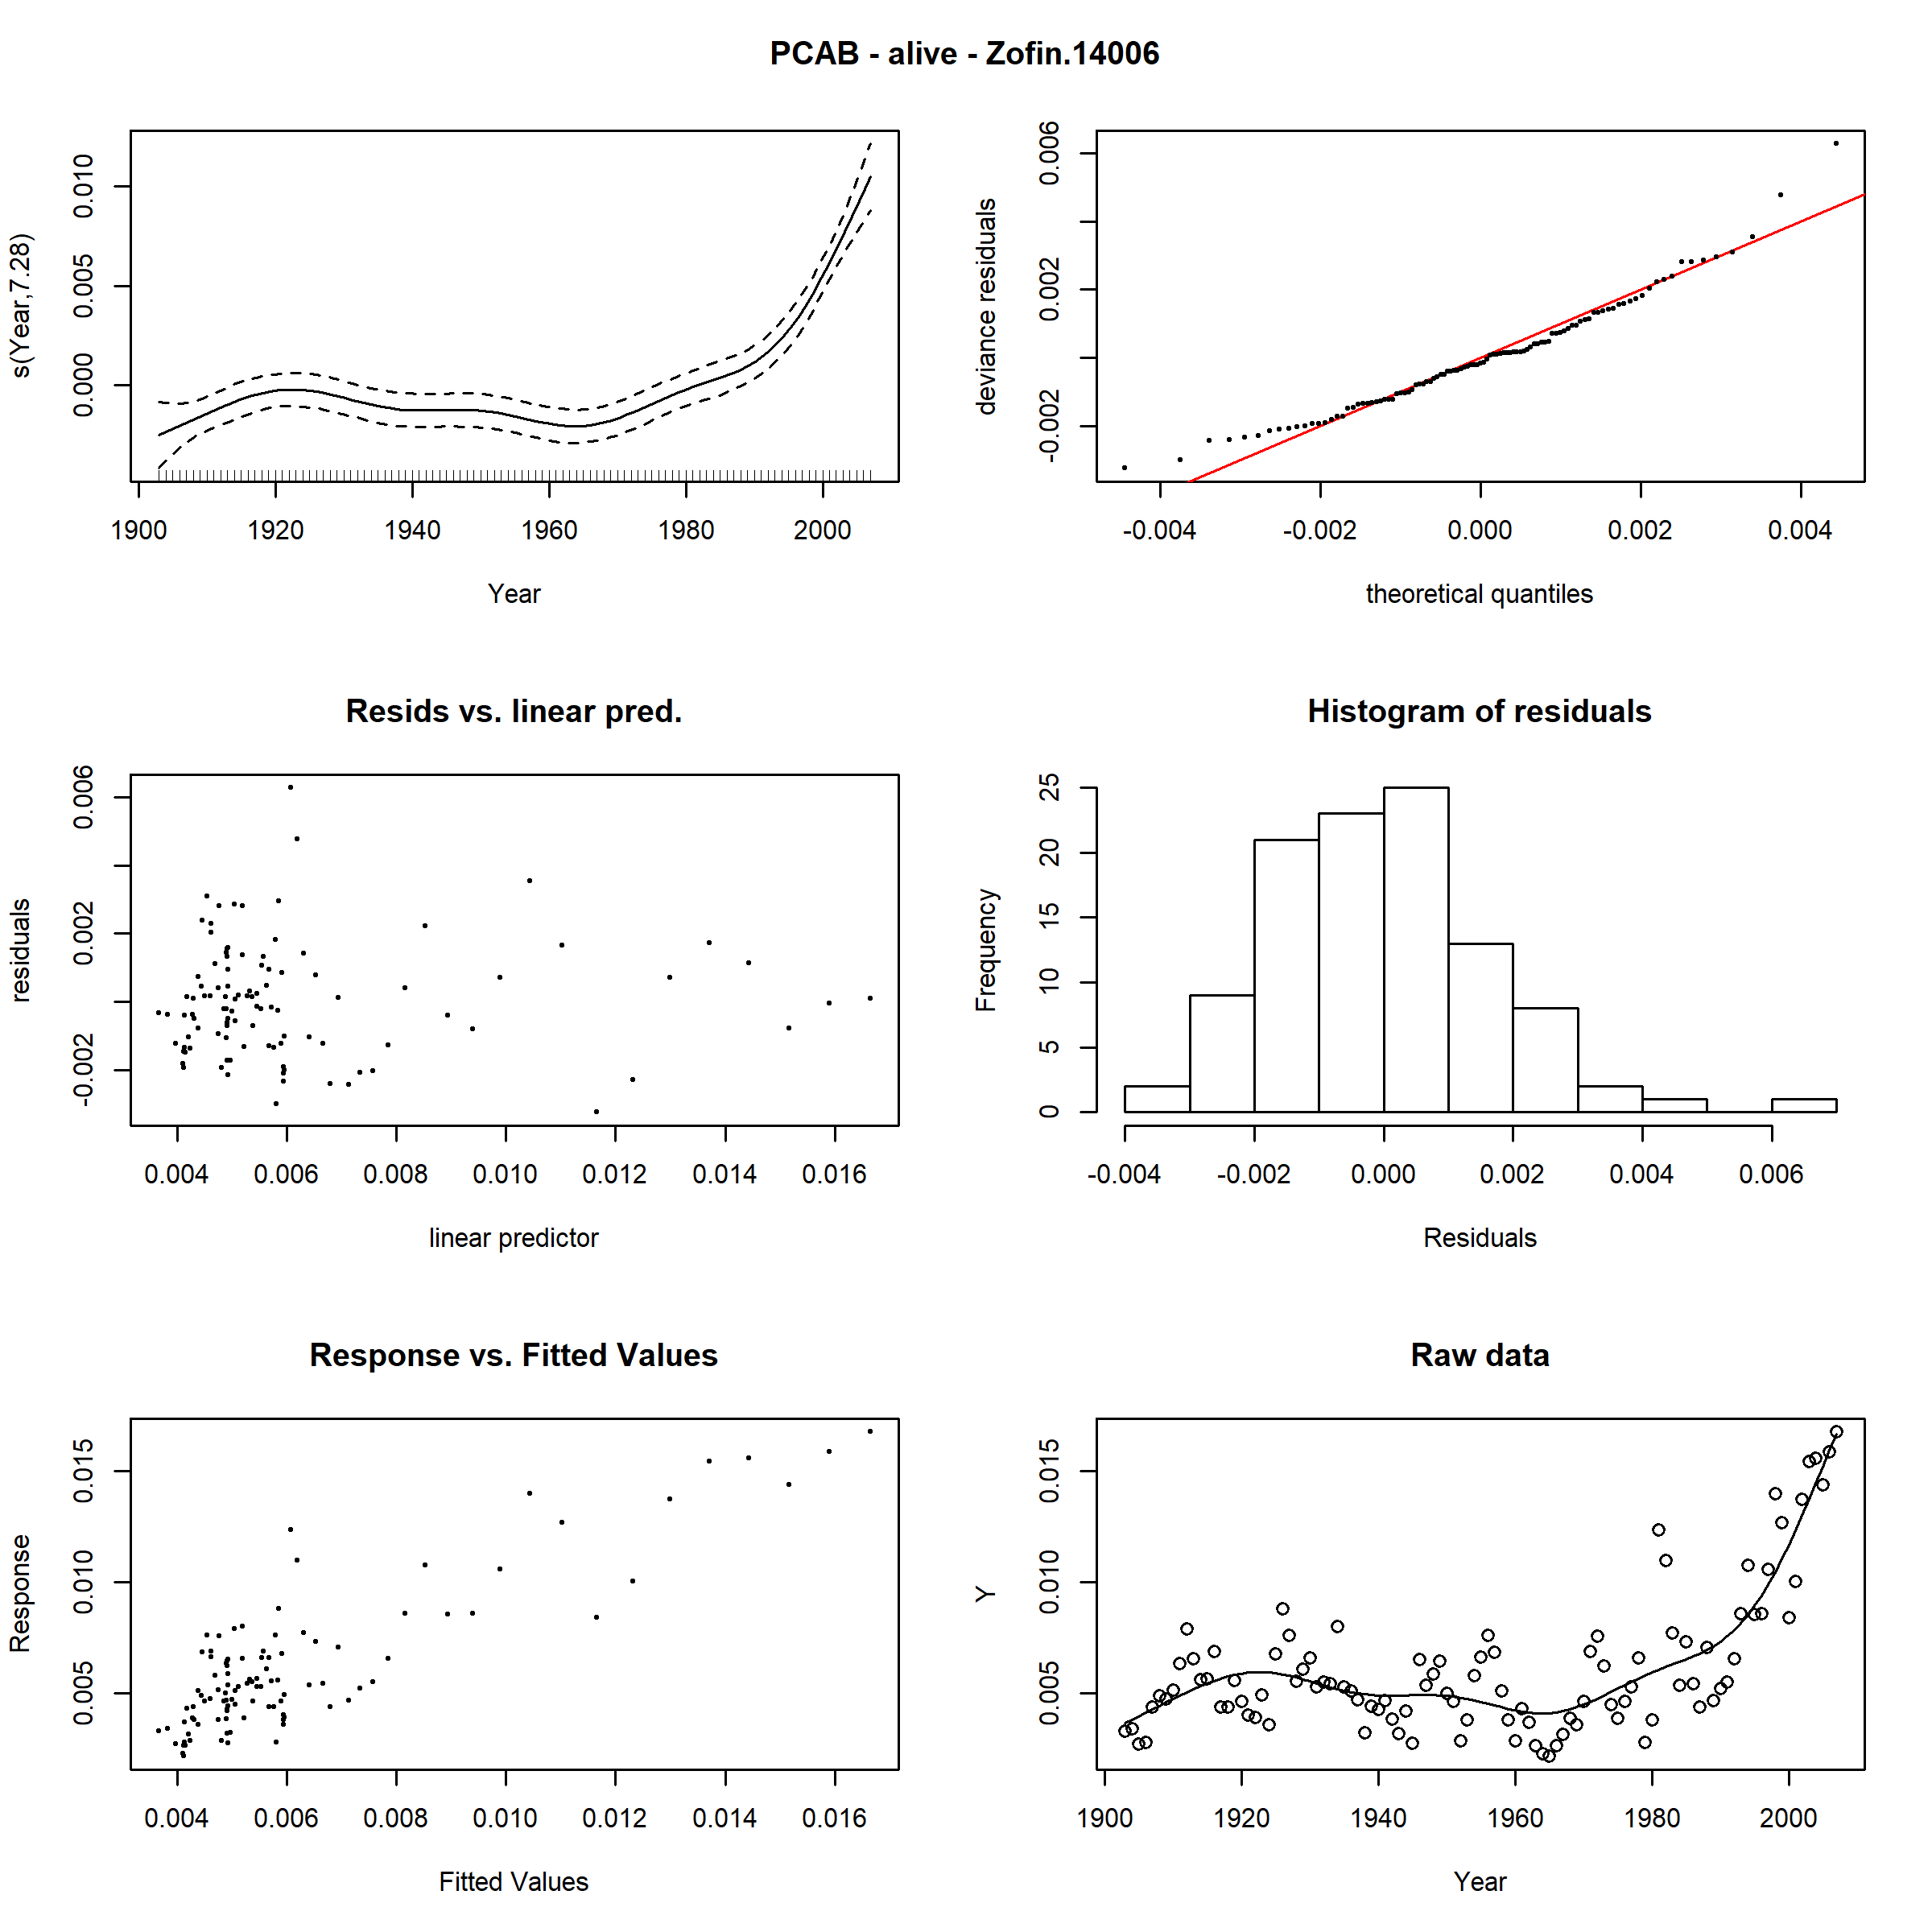 PCAB - alive - Zofin.14006
s(Year,7.28)
0.000 0.005 0.010
1900 1920 1940 1960 1980 2000
Year
deviance residuals
-0.002 0.002 0.006
-0.004 -0.002 0.000 0.002 0.004
theoretical quantiles
Resids vs. linear pred.
residuals
-0.002 0.002 0.006
0.004 0.006 0.008 0.010 0.012 0.014 0.016
linear predictor
Histogram of residuals
Frequency
0 5 10 15 20 25
-0.004 -0.002 0.000 0.002 0.004 0.006
Residuals
Response vs. Fitted Values
Response
0.005 0.010 0.015
0.004 0.006 0.008 0.010 0.012 0.014 0.016
Fitted Values
Raw data
Y
0.005 0.010 0.015
1900 1920 1940 1960 1980 2000
Year